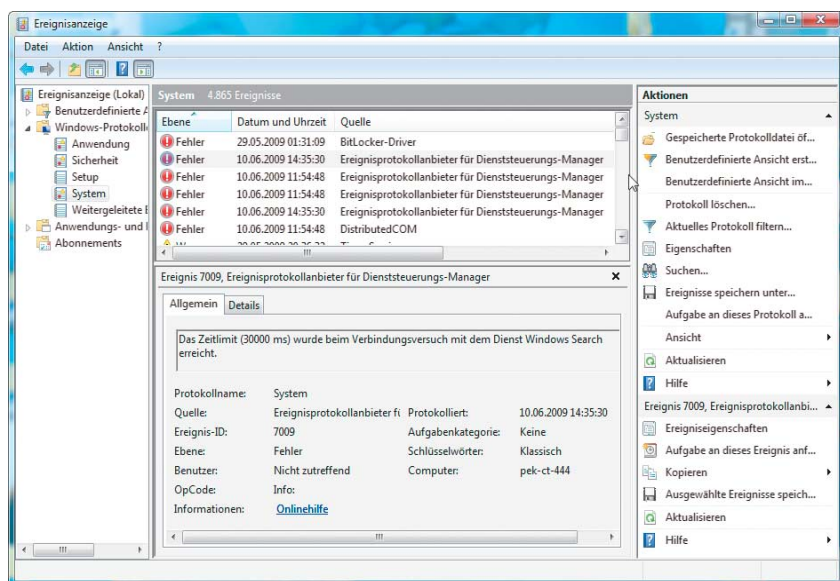 Ereignisanzeige
Datei Aktion Ansicht ?
Ereignisanzeige (Lokal)
Benutzerdefinierte A
Windows-Protokoll
Anwendung
Sicherheit
Setup
System
Weitergeleitete E
Anwendungs- und I
Abonnements
System 4.865 Ereignisse
Ebene Datum und Uhrzeit Quelle
Fehler 29.05.2009 01:31:09 BitLocker-Driver
Fehler 10.06.2009 14:35:30 Ereignisprotokollanbieter für Dienststeuerungs-Manager
Fehler 10.06.2009 11:54:48 Ereignisprotokollanbieter für Dienststeuerungs-Manager
Fehler 10.06.2009 11:54:48 Ereignisprotokollanbieter für Dienststeuerungs-Manager
Fehler 10.06.2009 14:35:30 Ereignisprotokollanbieter für Dienststeuerungs-Manager
Fehler 10.06.2009 11:54:48 DistributedCOM
Ereignis 7009, Ereignisprotokollanbieter für Dienststeuerungs-Manager
Allgemein Details
Das Zeitlimit (30000 ms) wurde beim Verbindungsversuch mit dem Dienst Windows Search
erreicht.
Protokollname: System
Quelle: Ereignisprotokollanbieter fü Protokolliert: 10.06.2009 14:35:30
Ereignis-ID: 7009 Aufgabenkategorie: Keine
Ebene: Fehler Schlüsselwörter: Klassisch
Benutzer: Nicht zutreffend Computer: pek-ct-444
OpCode: Info:
Informationen: Onlinehilfe
Aktionen
System
Gespeicherte Protokolldatei öf...
Benutzerdefinierte Ansicht erst...
Benutzerdefinierte Ansicht im...
Protokoll löschen...
Aktuelles Protokoll filtern...
Eigenschaften
Suchen...
Ereignisse speichern unter...
Aufgabe an dieses Protokoll a...
Ansicht
Aktualisieren
Hilfe
Ereignis 7009, Ereignisprotokollanbi...
Ereigniseigenschaften
Aufgabe an dieses Ereignis anf...
Kopieren
Ausgewählte Ereignisse speich...
Aktualisieren
Hilfe